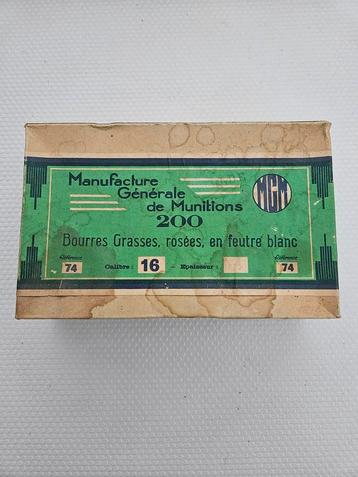 Manufacture
Générale
de Munitions
MGM
200
Bourres Grasses, rosées, en feutre blanc
Référence
74
Calibre: 16 - Epaisseur:
Référence
74